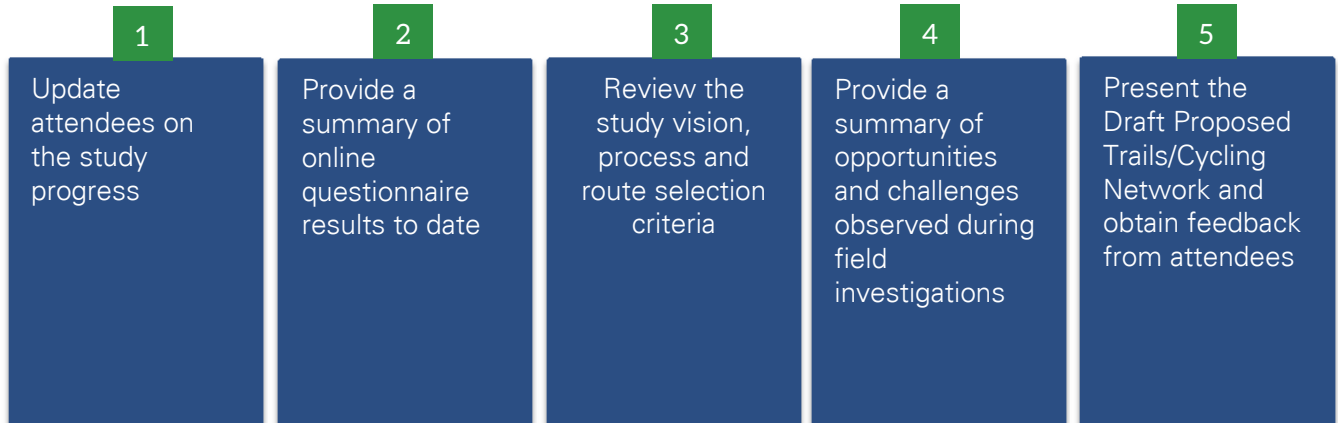 1
Update
attendees on
the study
progress
2
Provide a
summary of
online
questionnaire
results to date
3
Review the
study vision,
process and
route selection
criteria
4
Provide a
summary of
opportunities
and challenges
observed during
field
investigations
5
Present the
Draft Proposed
Trails/Cycling
Network and
obtain feedback
from attendees